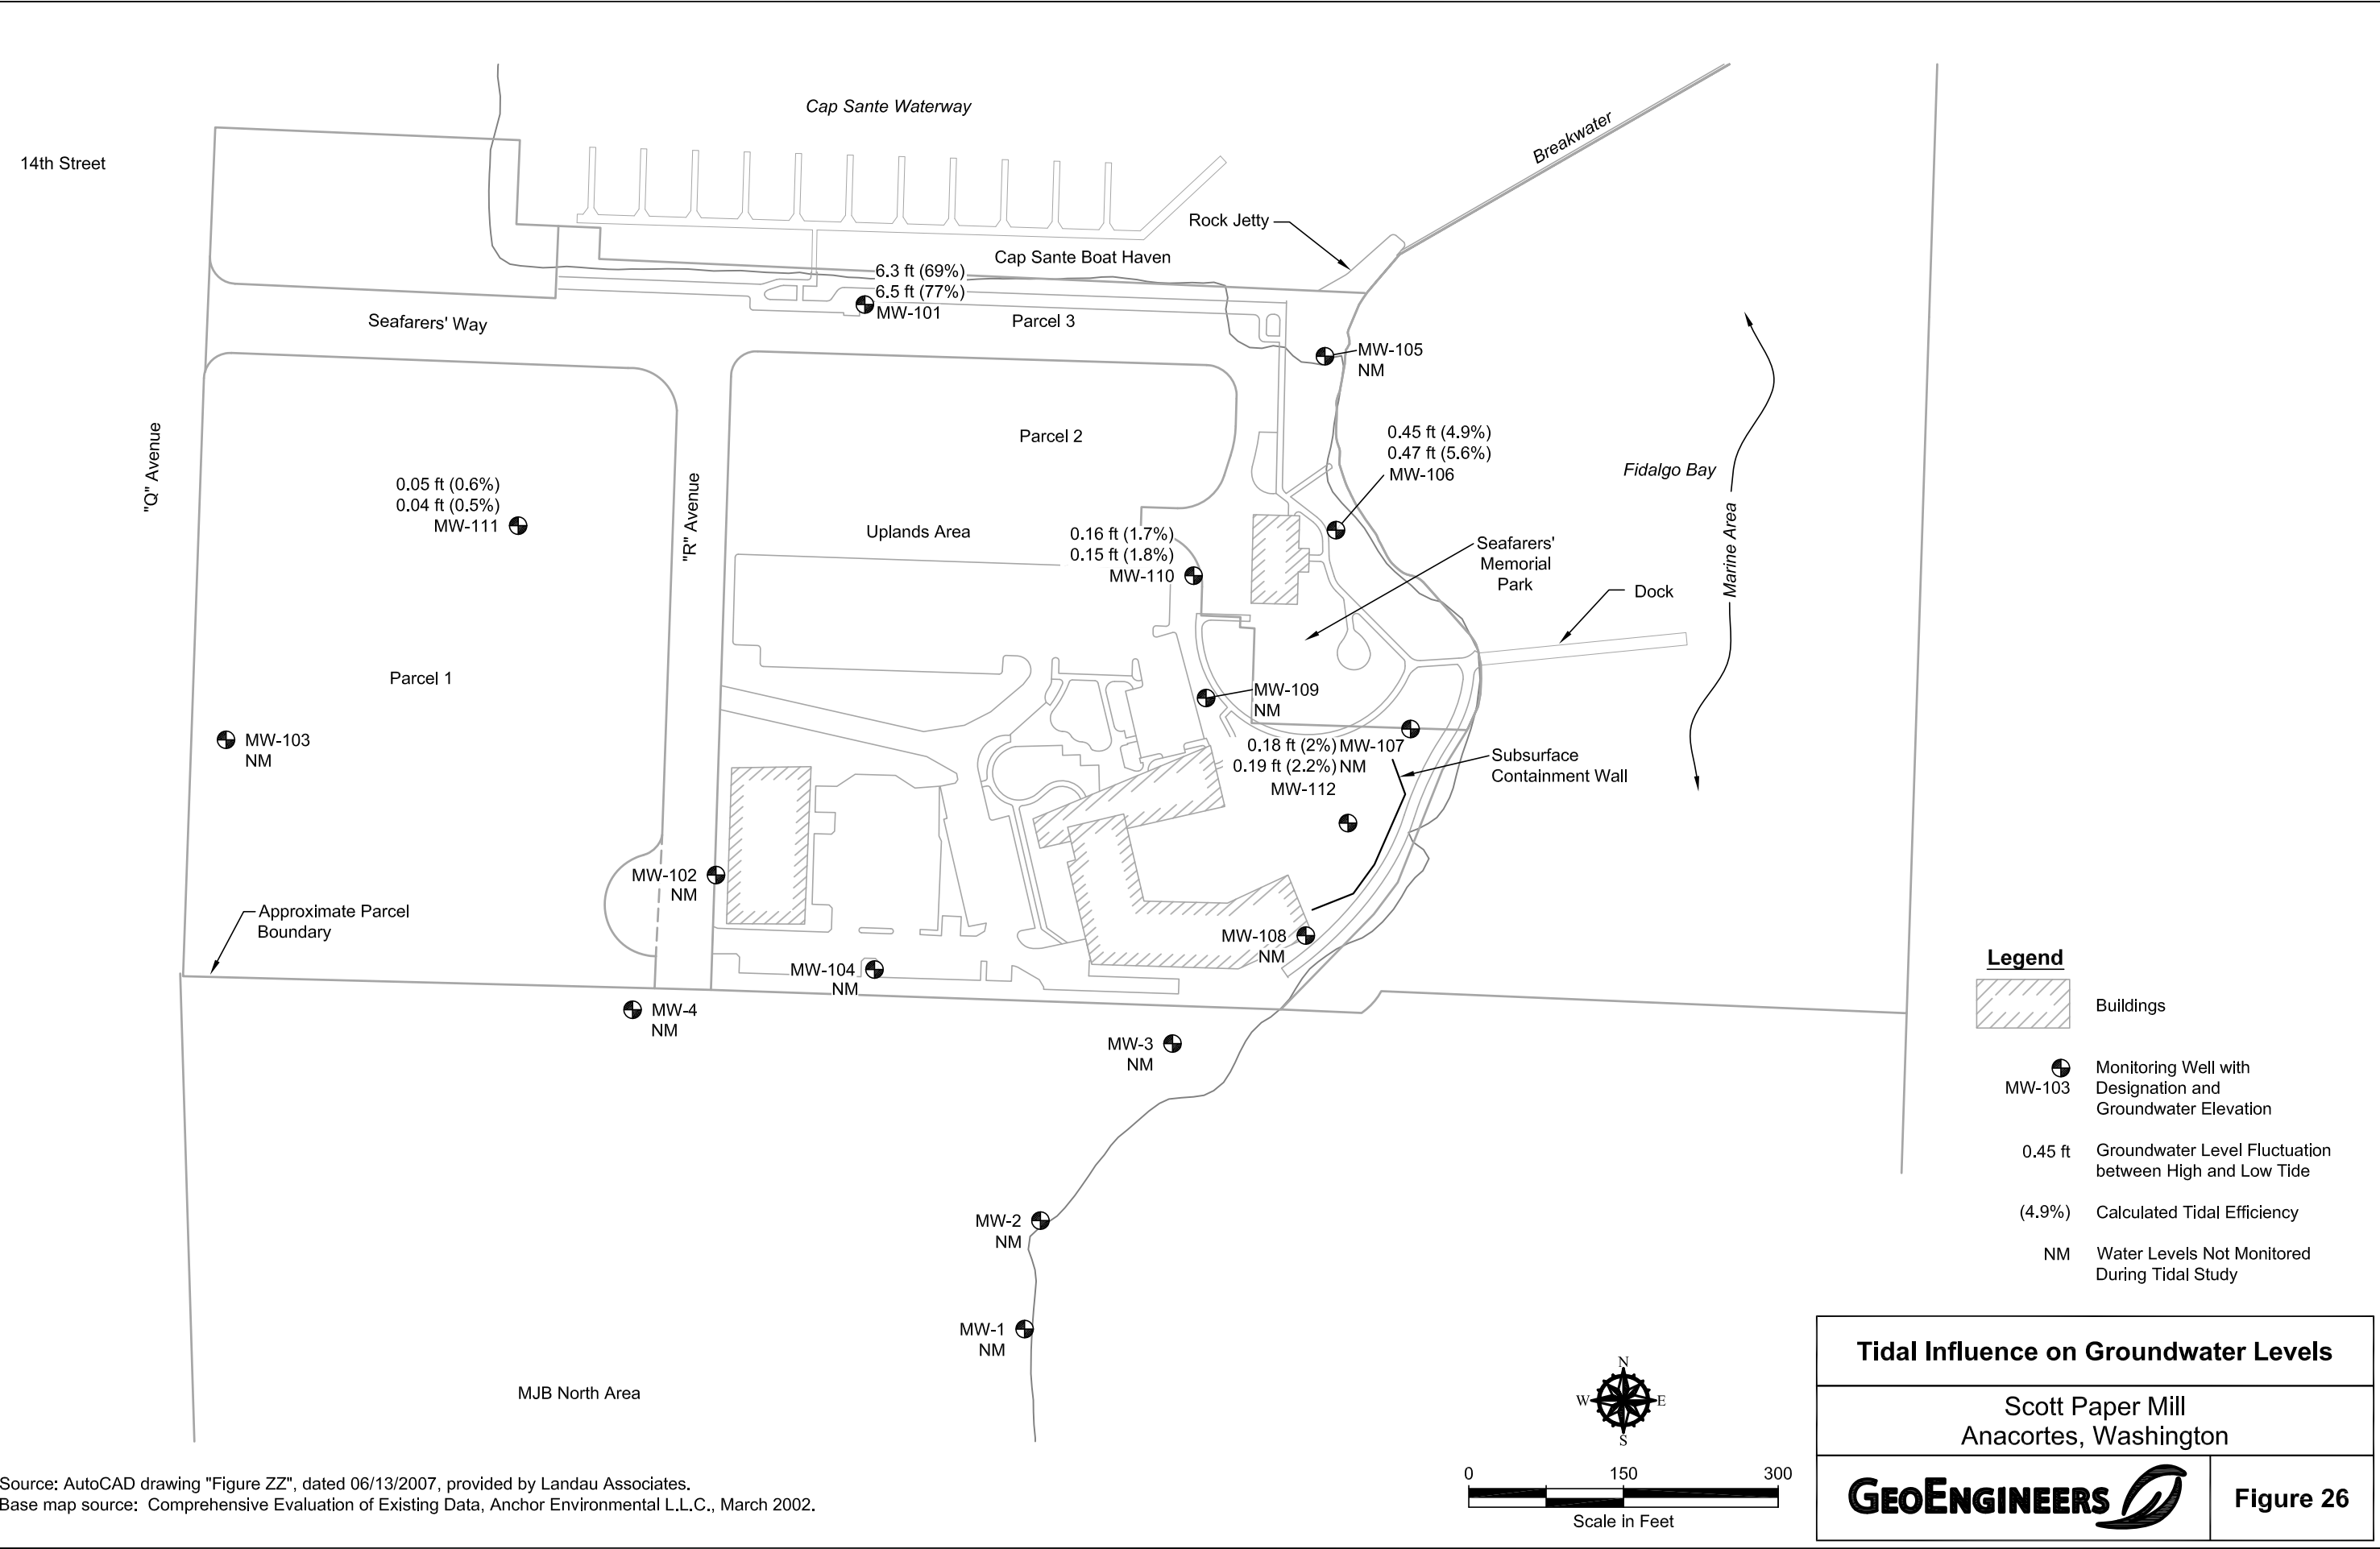 Cap Sante Waterway
Breakwater
14th Street
Rock Jetty
Cap Sante Boat Haven
6.3 ft (69%)
6.5 ft (77%)
MW-101
Parcel 3
Seafarers' Way
MW-105
NM
"Q" Avenue
Parcel 2
0.45 ft (4.9%)
0.47 ft (5.6%)
MW-106
Fidalgo Bay
Marine Area
0.05 ft (0.6%)
0.04 ft (0.5%)
MW-111
"R" Avenue
Uplands Area
0.16 ft (1.7%)
0.15 ft (1.8%)
MW-110
Seafarers'
Memorial
Park
Dock
Parcel 1
MW-109
NM
MW-103
NM
0.18 ft (2%)
0.19 ft (2.2%)
MW-112
MW-107
NM
Subsurface
Containment Wall
MW-102
NM
Approximate Parcel
Boundary
MW-108
NM
MW-104
NM
MW-4
NM
MW-3
NM
MW-2
NM
MW-1
NM
MJB North Area
Legend
Buildings
MW-103
Monitoring Well with
Designation and
Groundwater Elevation
0.45 ft
Groundwater Level Fluctuation
between High and Low Tide
(4.9%)
Calculated Tidal Efficiency
NM
Water Levels Not Monitored
During Tidal Study
N
W E
S
0 150 300
Scale in Feet
Source: AutoCAD drawing "Figure ZZ", dated 06/13/2007, provided by Landau Associates.
Base map source: Comprehensive Evaluation of Existing Data, Anchor Environmental L.L.C., March 2002.
Tidal Influence on Groundwater Levels
Scott Paper Mill
Anacortes, Washington
GEOENGINEERS
Figure 26